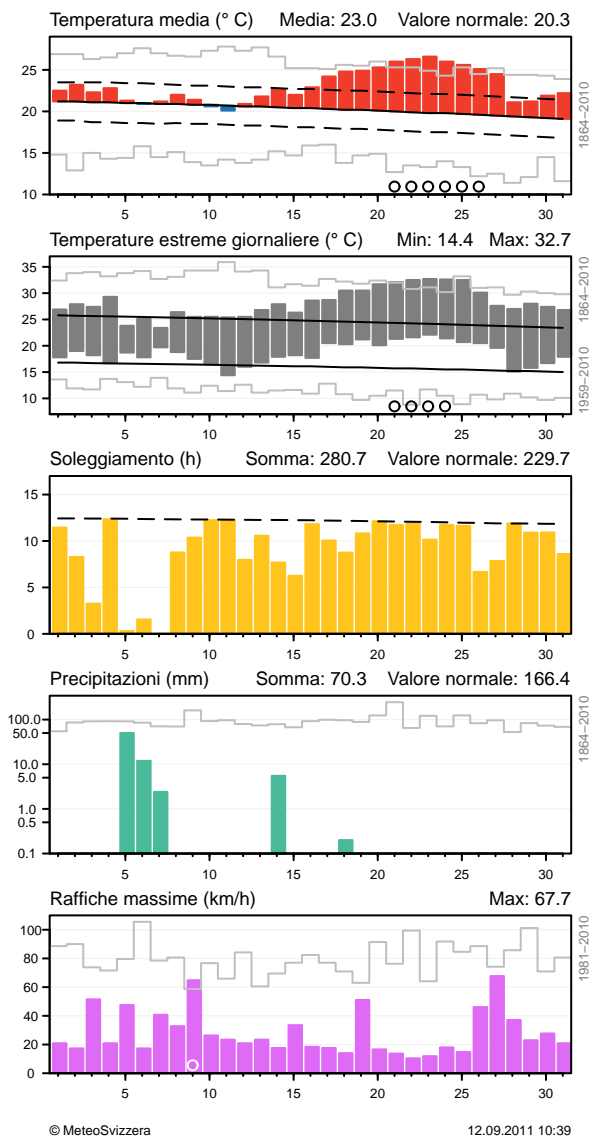 Temperatura media (° C) Media: 23.0 Valore normale: 20.3
25
20
15
10
1864−2010
5 10 15 20 25 30
Temperature estreme giornaliere (° C) Min: 14.4 Max: 32.7
35
30
25
20
15
10
1864−2010
1959−2010
5 10 15 20 25 30
Soleggiamento (h) Somma: 280.7 Valore normale: 229.7
15
10
5
0
5 10 15 20 25 30
Precipitazioni (mm) Somma: 70.3 Valore normale: 166.4
100.0
50.0
10.0
5.0
1.0
0.5
0.1
1864−2010
5 10 15 20 25 30
Raffiche massime (km/h) Max: 67.7
100
80
60
40
20
0
1981−2010
5 10 15 20 25 30
© MeteoSvizzera 12.09.2011 10:39